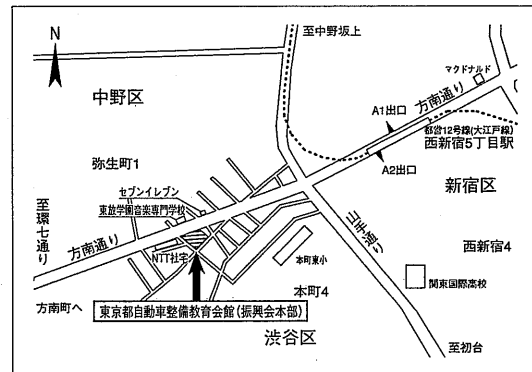 N
至中野坂上
マクドナルド
中野区
方南通り
A1出口
都営12号線(大江戸線)
西新宿5丁目駅
A2出口
弥生町1
セブンイレブン
東放学園音楽専門学校
新宿区
至環七通り
方南通り
NTT社宅
山手通り
西新宿4
本町東小
関東国際高校
方南町へ
本町4
東京都自動車整備教育会館(振興会本部)
渋谷区
至初台